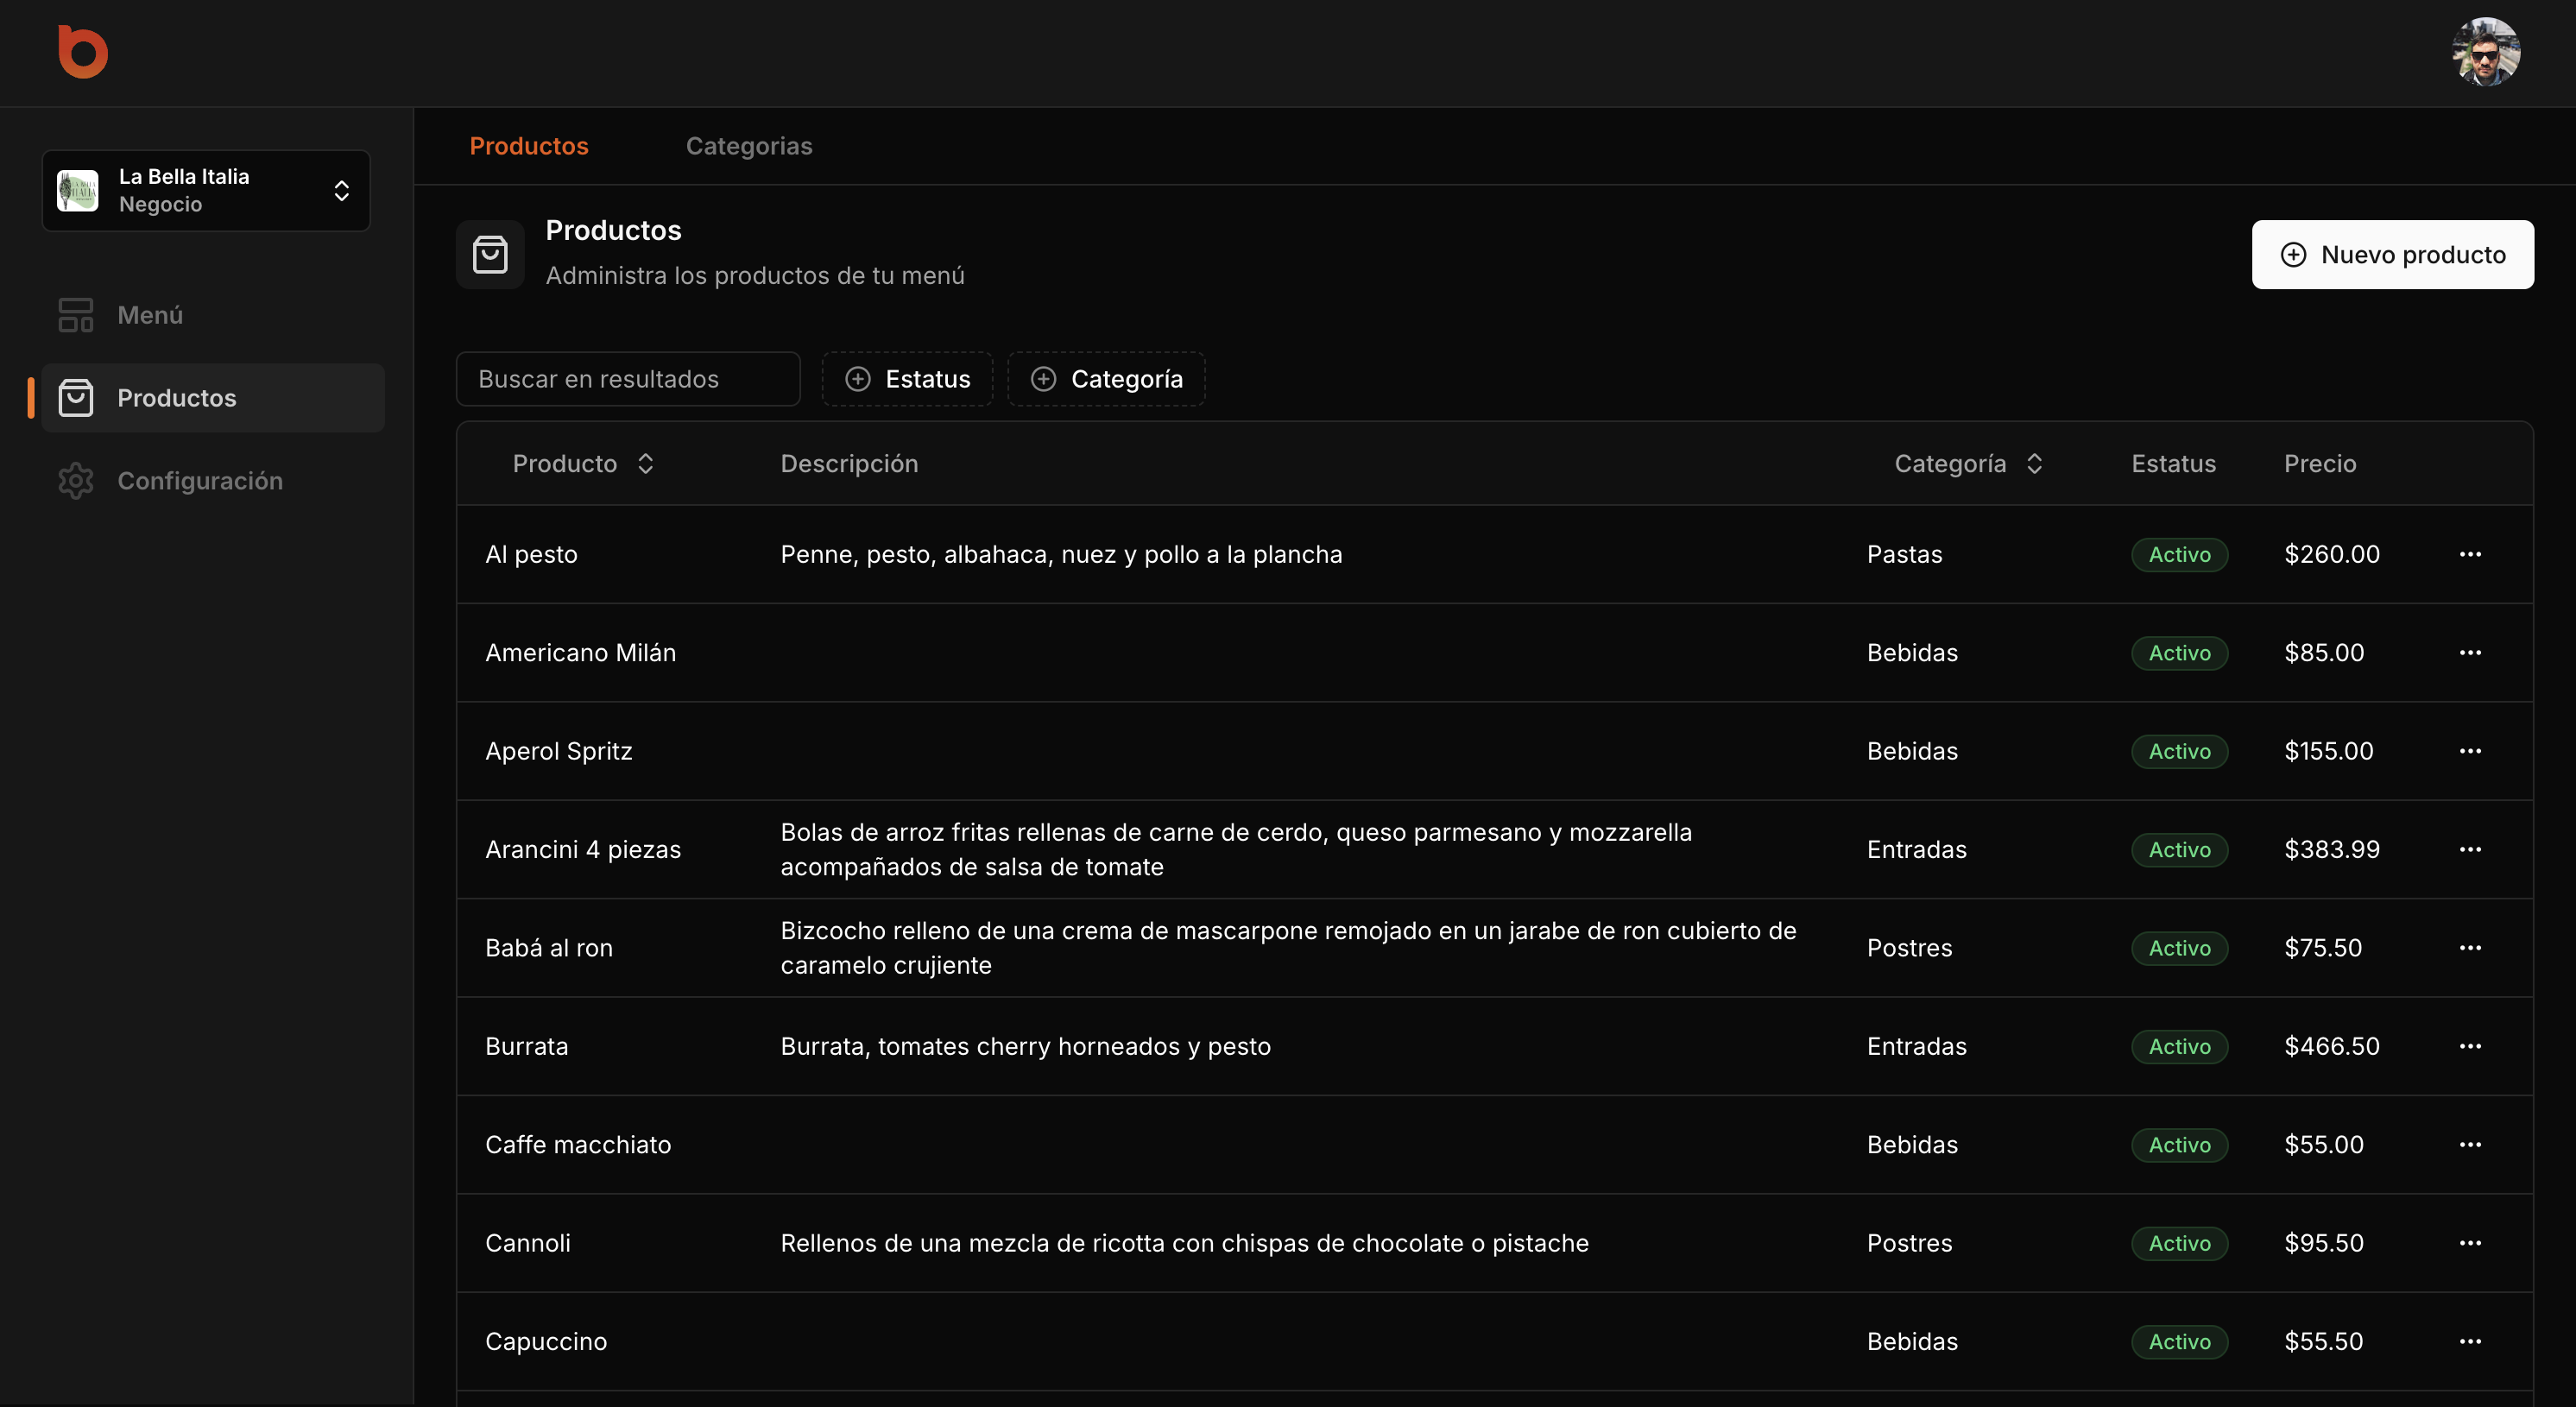 b
Productos
Categorias
La Bella Italia
Negocio
Menú
Productos
Configuración
Productos
Administra los productos de tu menú
Nuevo producto
Buscar en resultados
Estatus
Categoría
Producto Descripción Categoría Estatus Precio
Al pesto Penne, pesto, albahaca, nuez y pollo a la plancha Pastas Activo $260.00
Americano Milán Bebidas Activo $85.00
Aperol Spritz Bebidas Activo $155.00
Arancini 4 piezas Bolas de arroz fritas rellenas de carne de cerdo, queso parmesano y mozzarella
acompañados de salsa de tomate Entradas Activo $383.99
Babá al ron Bizcocho relleno de una crema de mascarpone remojado en un jarabe de ron cubierto de
caramelo crujiente Postres Activo $75.50
Burrata Burrata, tomates cherry horneados y pesto Entradas Activo $466.50
Caffe macchiato Bebidas Activo $55.00
Cannoli Rellenos de una mezcla de ricotta con chispas de chocolate o pistache Postres Activo $95.50
Capuccino Bebidas Activo $55.50